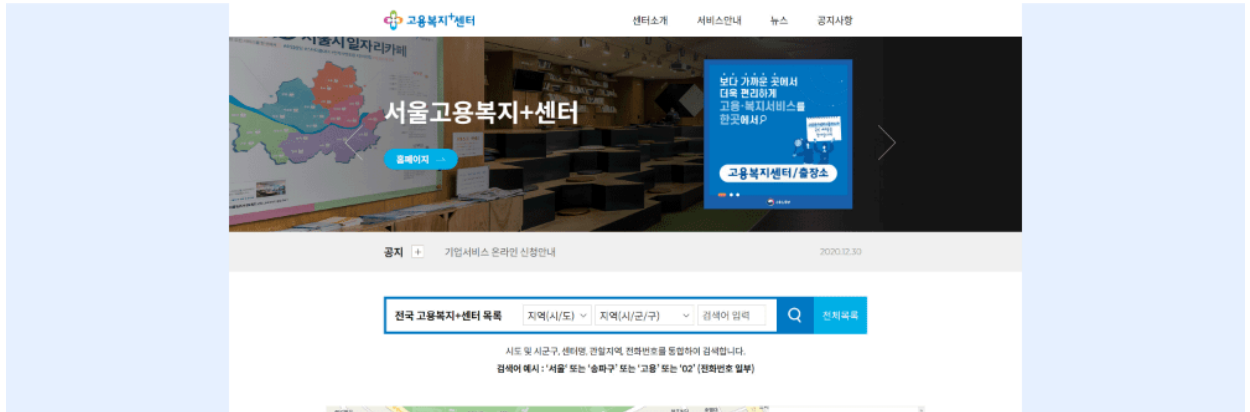 고용복지+센터
센터소개 서비스안내 뉴스 공지사항
서울시일자리카페
서울고용복지+센터
홈페이지 →
보다 가까운 곳에서
더욱 편리하게
고용·복지서비스를
한곳에서
고용복지센터/출장소
공지 + 기업서비스 온라인 신청안내 2020.12.30
전국 고용복지+센터 목록 지역(시/도) 지역(시/군/구) 검색어 입력 전체목록
시도 및 시군구, 센터명, 관할지역, 전화번호를 통합하여 검색합니다.
검색어 예시 : '서울' 또는 '송파구' 또는 '고용' 또는 '02' (전화번호 일부)